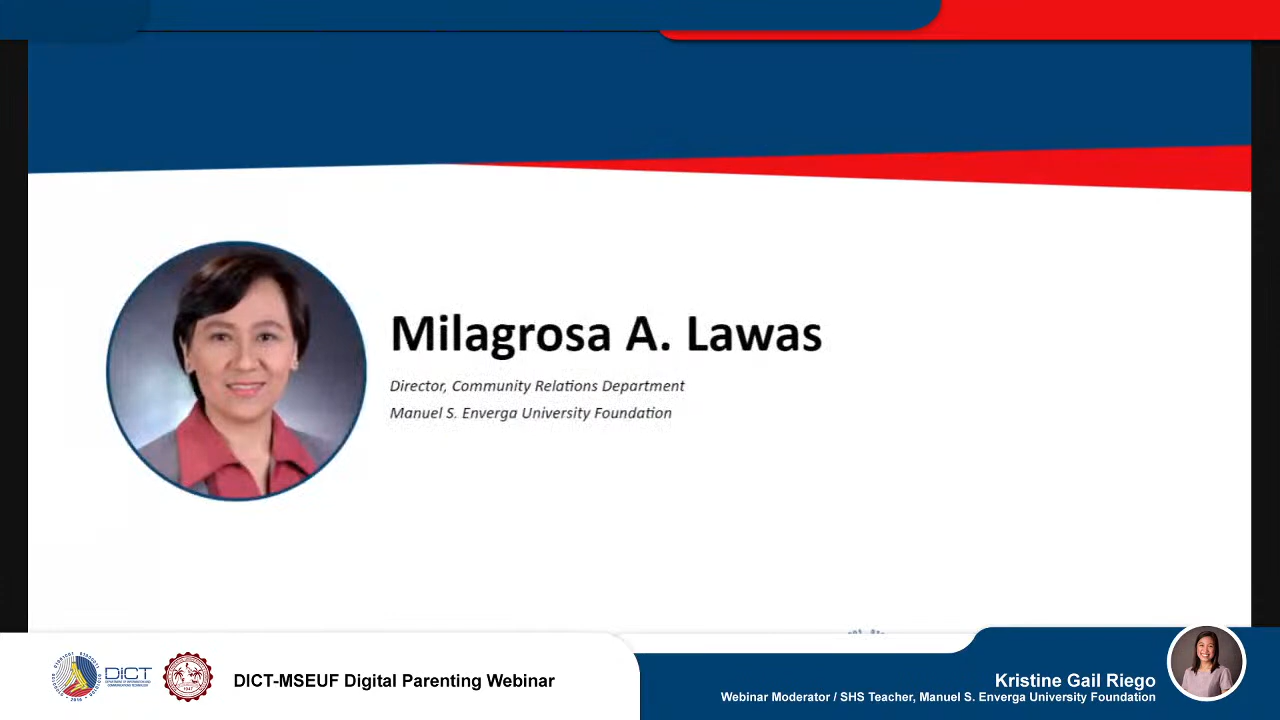 Milagrosa A. Lawas
Director, Community Relations Department
Manuel S. Enverga University Foundation
DICT
DICT-MSEUF Digital Parenting Webinar
Kristine Gail Riego
Webinar Moderator / SHS Teacher, Manuel S. Enverga University Foundation